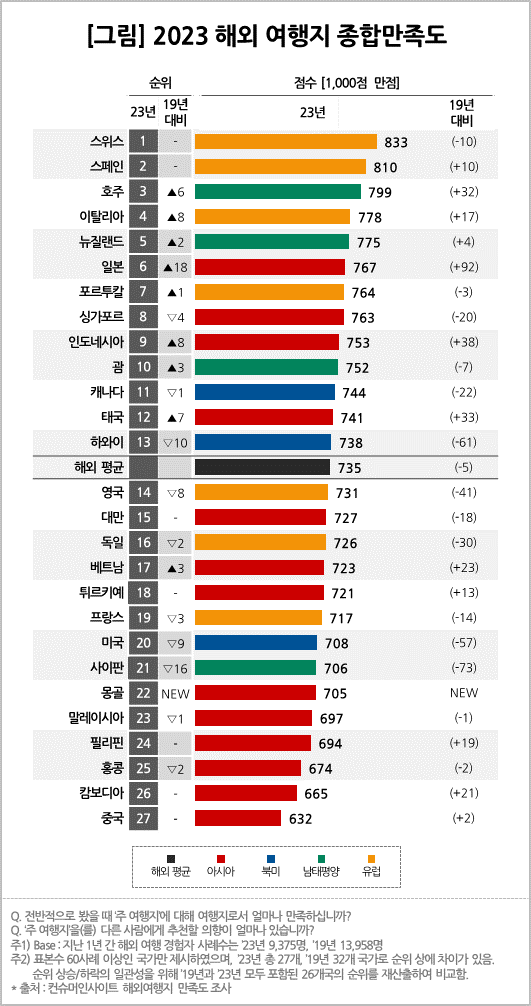 [그림] 2023 해외 여행지 종합만족도
순위 점수 [1,000점 만점]
23년 19년 대비 23년 19년 대비
스위스 1 - 833 (-10)
스페인 2 - 810 (+10)
호주 3 ▲6 799 (+32)
이탈리아 4 ▲8 778 (+17)
뉴질랜드 5 ▲2 775 (+4)
일본 6 ▲18 767 (+92)
포르투칼 7 ▲1 764 (-3)
싱가포르 8 ▽4 763 (-20)
인도네시아 9 ▲8 753 (+38)
괌 10 ▲3 752 (-7)
캐나다 11 ▽1 744 (-22)
태국 12 ▲7 741 (+33)
하와이 13 ▽10 738 (-61)
해외 평균 735 (-5)
영국 14 ▽8 731 (-41)
대만 15 - 727 (-18)
독일 16 ▽2 726 (-30)
베트남 17 ▲3 723 (+23)
튀르키예 18 - 721 (+13)
프랑스 19 ▽3 717 (-14)
미국 20 ▽9 708 (-57)
사이판 21 ▽16 706 (-73)
몽골 22 NEW 705 NEW
말레이시아 23 ▽1 697 (-1)
필리핀 24 - 694 (+19)
홍콩 25 ▽2 674 (-2)
캄보디아 26 - 665 (+21)
중국 27 - 632 (+2)
해외 평균 아시아 북미 남태평양 유럽
Q. 전반적으로 봤을 때 '주 여행지'에 대해 여행지로서 얼마나 만족하십니까?
Q. '주 여행지'을(를) 다른 사람에게 추천할 의향이 얼마나 있습니까?
주1) Base : 지난 1년 간 해외 여행 경험자 사례수는 '23년 9,375명, '19년 13,958명
주2) 표본수 60사례 이상인 국가만 제시하였으며, '23년 총 27개, '19년 32개 국가로 순위 상에 차이가 있음.
순위 상승/하락의 일관성을 위해 '19년과 '23년 모두 포함된 26개국의 순위를 재산출하여 비교함.
* 출처 : 컨슈머인사이트 해외여행지 만족도 조사